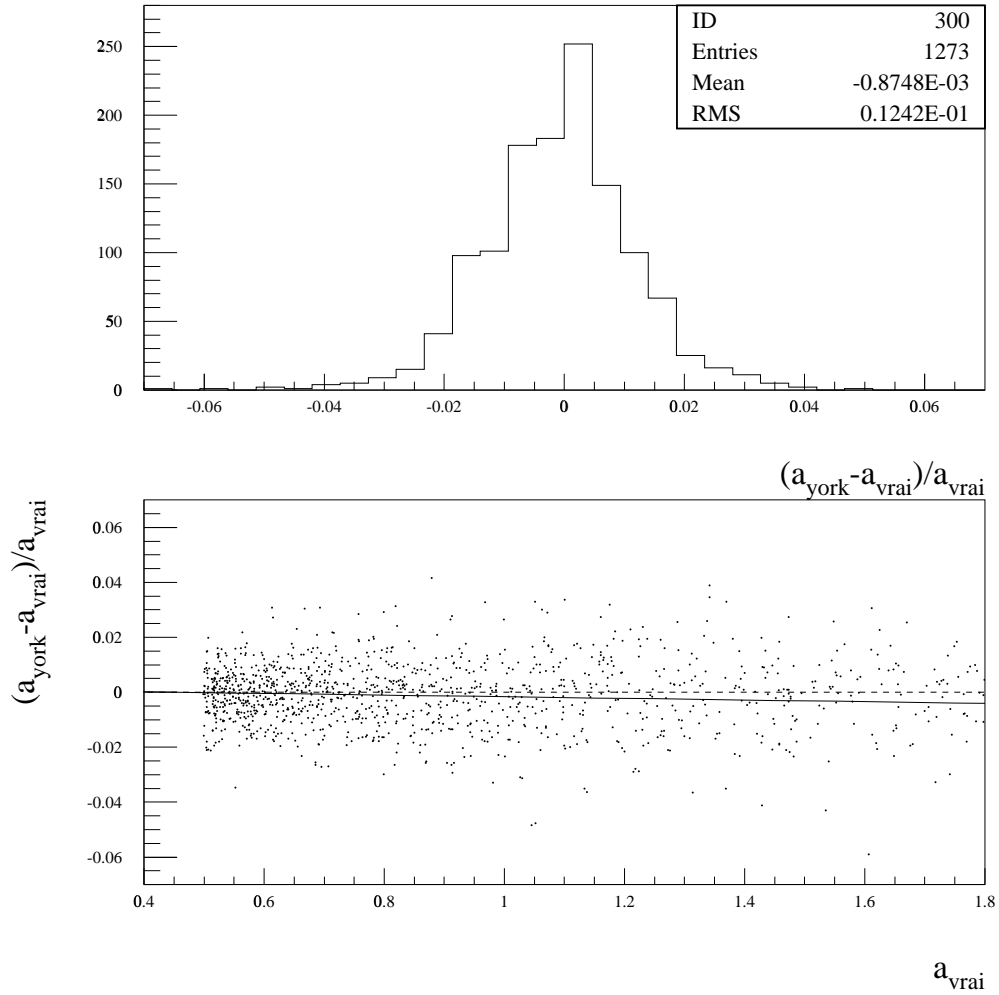 ID 300
Entries 1273
Mean -0.8748E-03
RMS 0.1242E-01
250
200
150
100
50
0
-0.06 -0.04 -0.02 0 0.02 0.04 0.06
(a_york-a_vrai)/a_vrai
(a_york-a_vrai)/a_vrai
0.06
0.04
0.02
0
-0.02
-0.04
-0.06
0.4 0.6 0.8 1 1.2 1.4 1.6 1.8
a_vrai